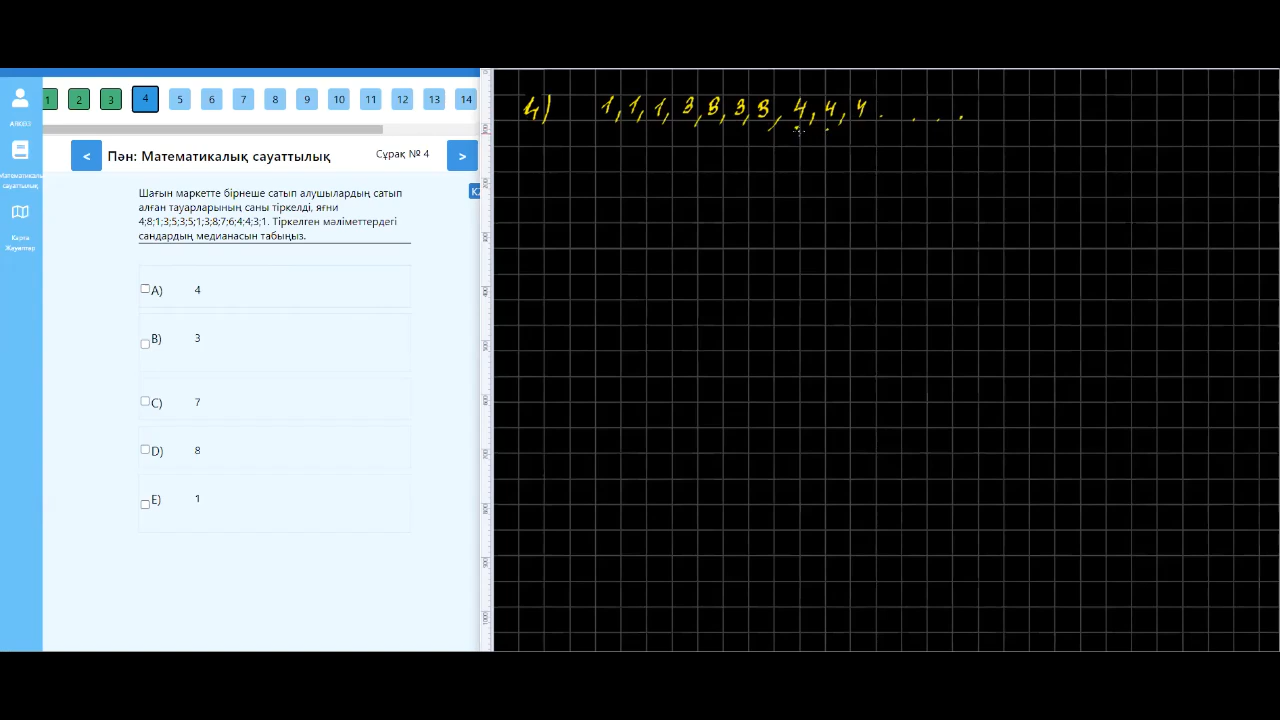 1 2 3 4 5 6 7 8 9 10 11 12 13 14
< Пән: Математикалық сауаттылық Сұрақ № 4 >
Шағын маркетте бірнеше сатып алушылардың сатып
алған тауарларының саны тіркелді, яғни
4;8;1;3;5;3;5;1;3;8;7;6;4;4;3;1. Тіркелген мәліметтердегі
сандардың медианасын табыңыз.
A) 4
B) 3
C) 7
D) 8
E) 1
Карта
Жауаптар
4) 1, 1, 1, 3, 3, 3, 3, 4, 4, 4 . . . .